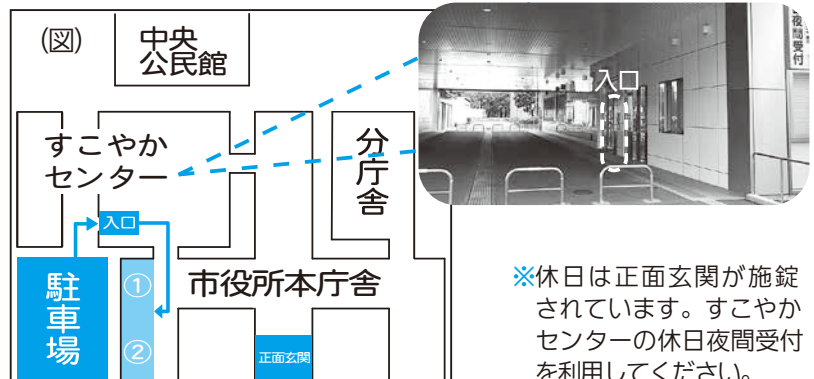 (図)
中央
公民館
すこやか
センター
入口
分
庁
舎
入口
夜
間
受
付
駐
車
場
①
②
市役所本庁舎
正面玄関
※休日は正面玄関が施錠
されています。すこやか
センターの休日夜間受付
を利用してください。